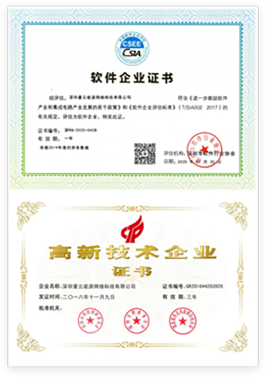 CSEE
CSIA
软件企业证书
经评估，深圳量云能源网络科技有限公司
符合《进一步鼓励软件
产业和集成电路产业发展的若干政策》和《软件企业评估标准》（T/SIA002 2017）的
有关规定，评估为软件企业，特发此证。
证书编号：深RQ-2020-0428
有效期：一年
评估机构：深圳市软件行业协会
高新技术企业
证书
企业名称：深圳量云能源网络科技有限公司
证书编号：GR201844202825
发证时间：二〇一八年十一月九日
有效期：三年
批准机关：